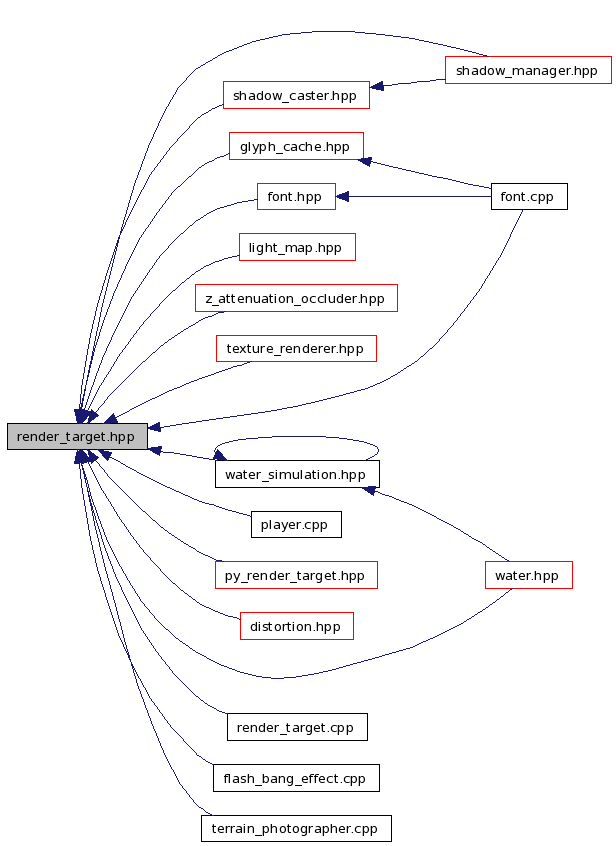 shadow_manager.hpp
shadow_caster.hpp
glyph_cache.hpp
font.hpp
font.cpp
light_map.hpp
z_attenuation_occluder.hpp
texture_renderer.hpp
render_target.hpp
water_simulation.hpp
player.cpp
py_render_target.hpp
water.hpp
distortion.hpp
render_target.cpp
flash_bang_effect.cpp
terrain_photographer.cpp